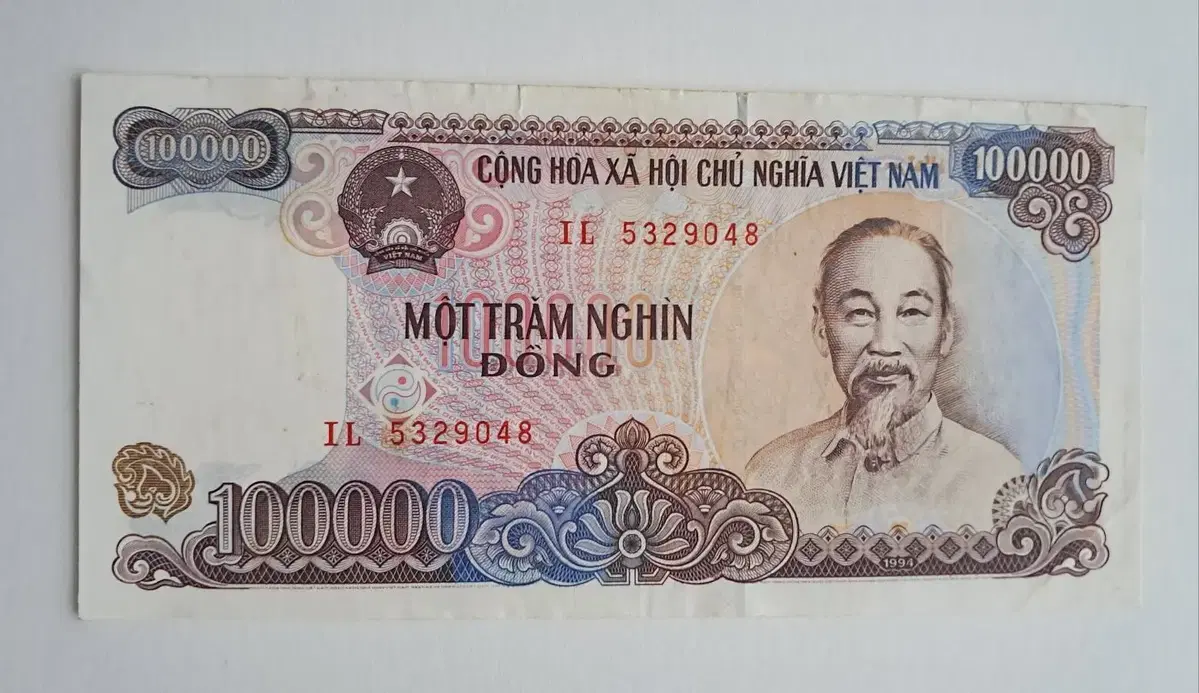 100000
CỘNG HÒA XÃ HỘI CHỦ NGHĨA VIỆT NAM
100000
IL 5329048
VIỆT NAM
100000
MỘT TRĂM NGHÌN
ĐỒNG
IL 5329048
100000
1994